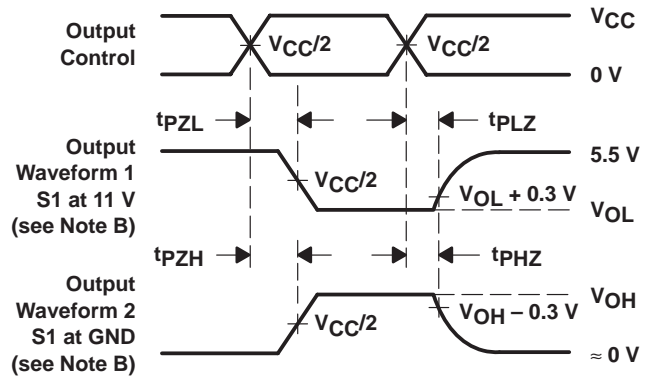 Output
Control
VCC/2
VCC/2
VCC
0 V
tPZL
tPLZ
Output
Waveform 1
S1 at 11 V
(see Note B)
VCC/2
VOL + 0.3 V
5.5 V
VOL
tPZH
tPHZ
Output
Waveform 2
S1 at GND
(see Note B)
VCC/2
VOH − 0.3 V
VOH
≈ 0 V